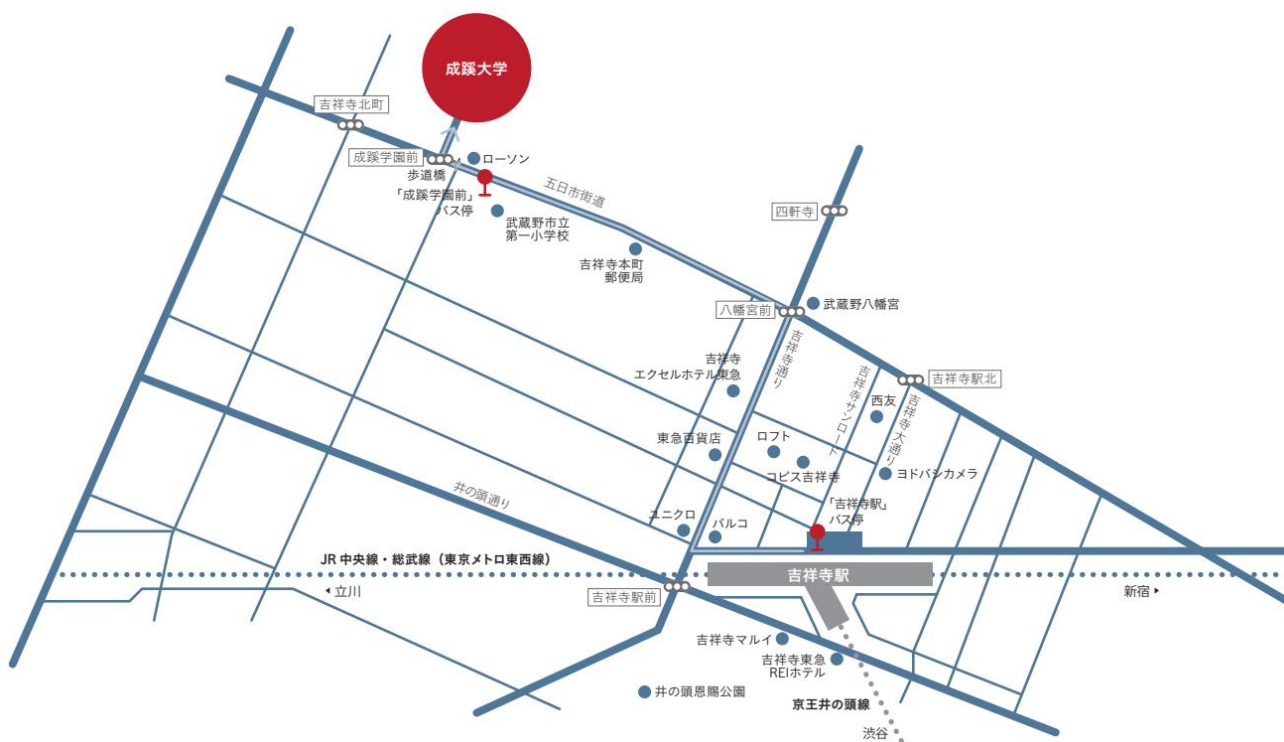 成蹊大学
吉祥寺北町
成蹊学園前
ローソン
歩道橋
「成蹊学園前」
バス停
五日市街道
武蔵野市立
第一小学校
四軒寺
吉祥寺本町
郵便局
八幡宮前
武蔵野八幡宮
吉祥寺通り
吉祥寺
エクセルホテル東急
吉祥寺サンロード
吉祥寺駅北
西友
吉祥寺大通り
東急百貨店
ロフト
コピス吉祥寺
ヨドバシカメラ
井の頭通り
「吉祥寺駅」
バス停
ユニクロ
パルコ
JR 中央線・総武線（東京メトロ東西線）
吉祥寺駅
立川
吉祥寺駅前
新宿
吉祥寺マルイ
吉祥寺東急
REIホテル
井の頭恩賜公園
京王井の頭線
渋谷